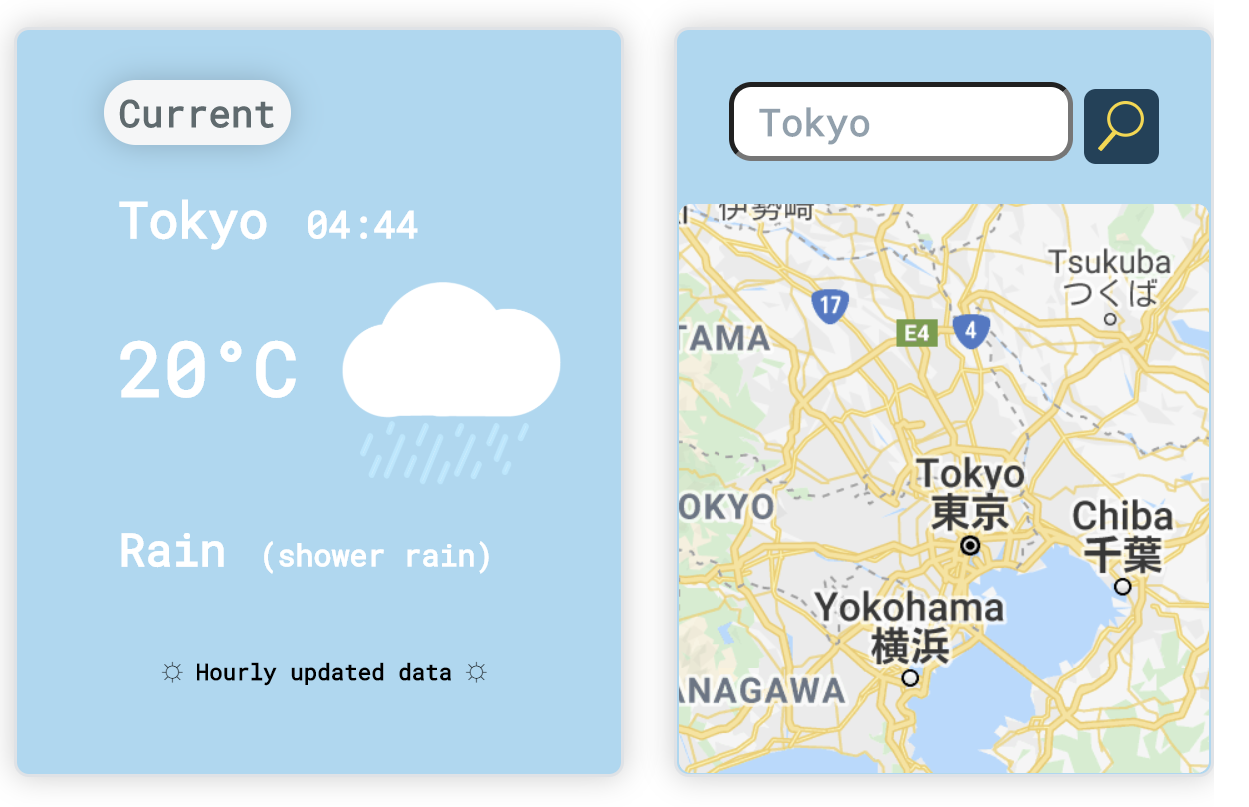 Current
Tokyo 04:44
20°C
Rain (shower rain)
☼ Hourly updated data ☼
Tokyo
伊勢崎
17
E4
4
Tsukuba
つくば
TAMA
OKYO
Tokyo
東京
Chiba
千葉
Yokohama
横浜
ANAGAWA